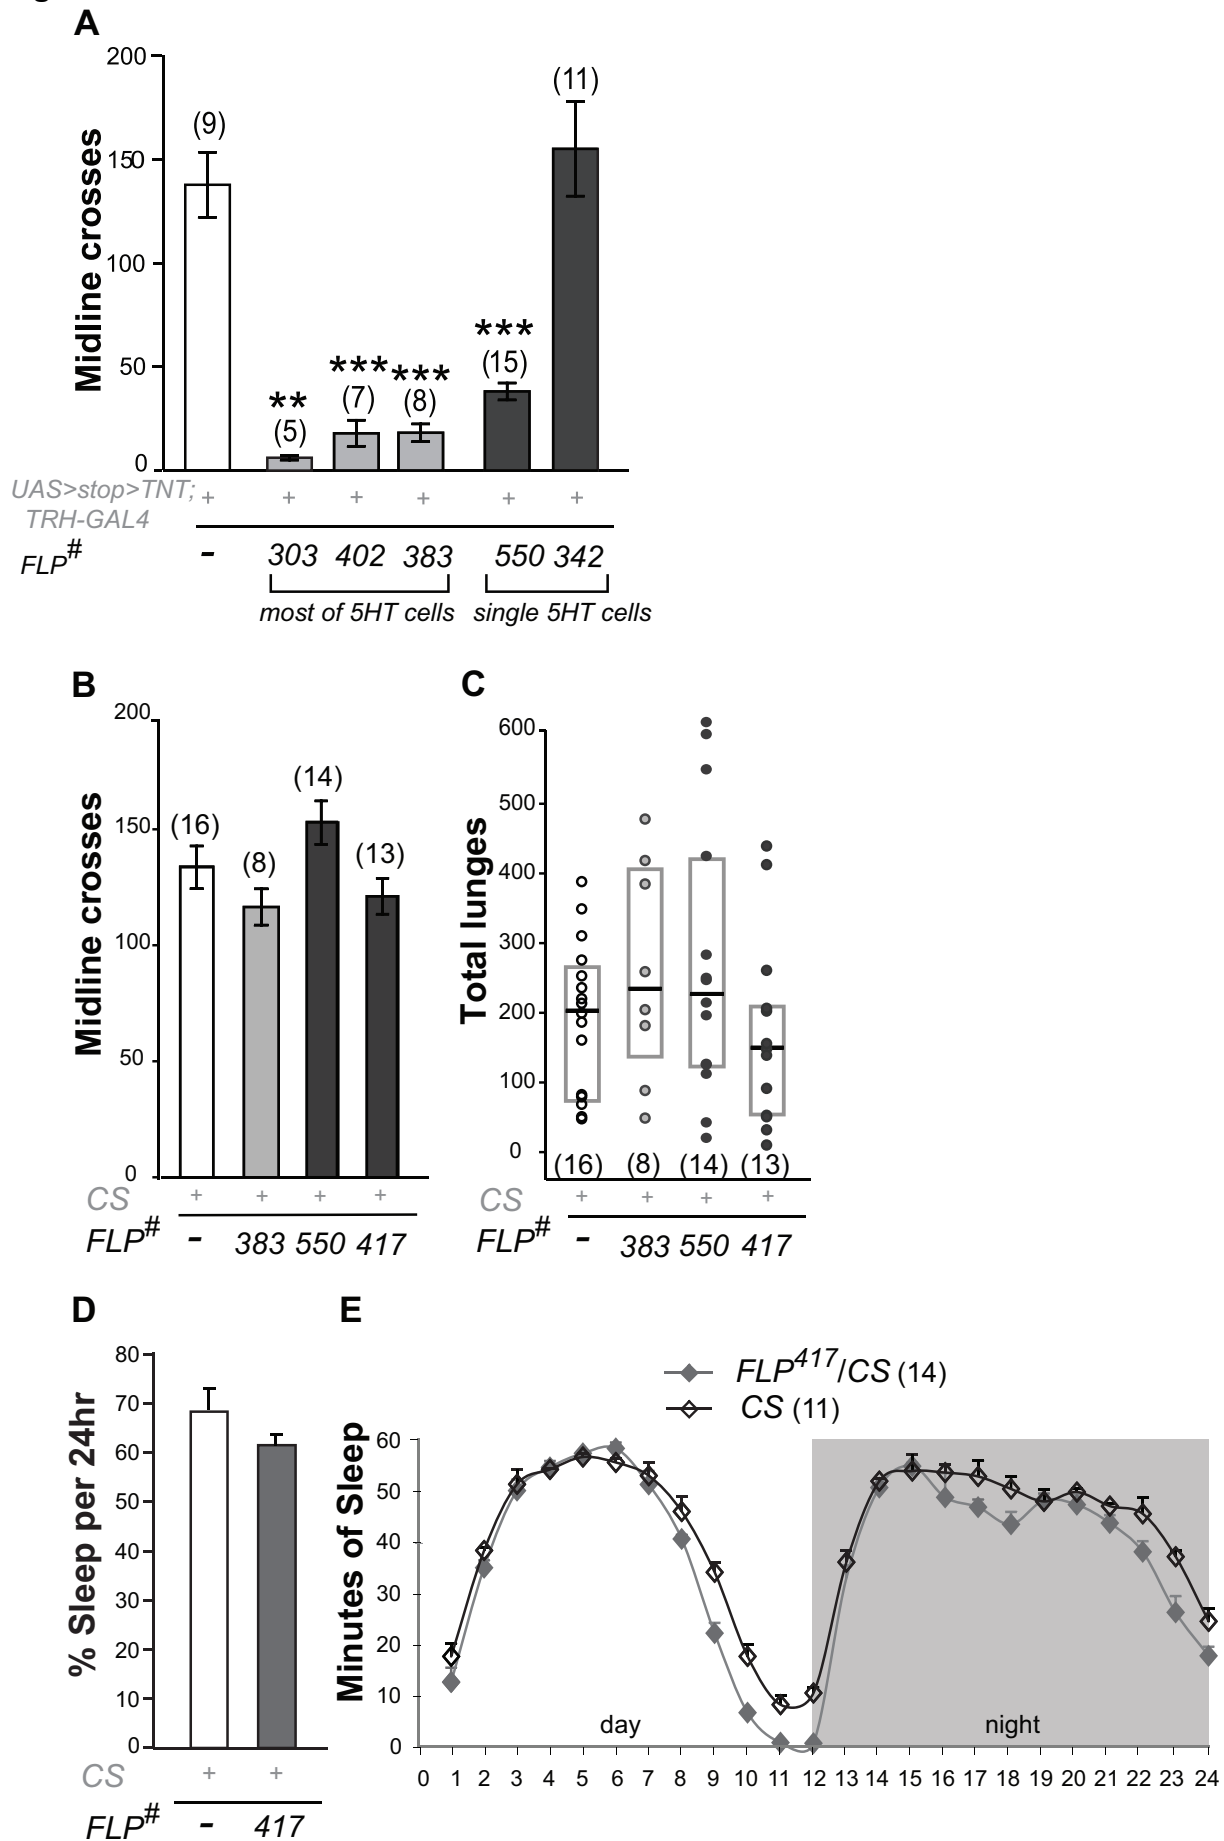 A
200
150
100
50
0
Midline crosses
(9)
(5)
(7)
(8)
(15)
(11)
**
***
***
***
UAS>stop>TNT;
TRH-GAL4
+ + + + + +
FLP#
- 303 402 383 550 342
most of 5HT cells single 5HT cells
B
200
150
100
50
0
Midline crosses
(16)
(8)
(14)
(13)
CS + + + +
FLP# - 383 550 417
C
600
500
400
300
200
100
0
Total lunges
(16) (8) (14) (13)
CS + + + +
FLP# - 383 550 417
D
80
70
60
50
40
30
20
10
0
% Sleep per 24hr
CS + +
FLP# - 417
E
FLP417/CS (14)
CS (11)
60
50
40
30
20
10
0
Minutes of Sleep
day night
0 1 2 3 4 5 6 7 8 9 10 11 12 13 14 15 16 17 18 19 20 21 22 23 24